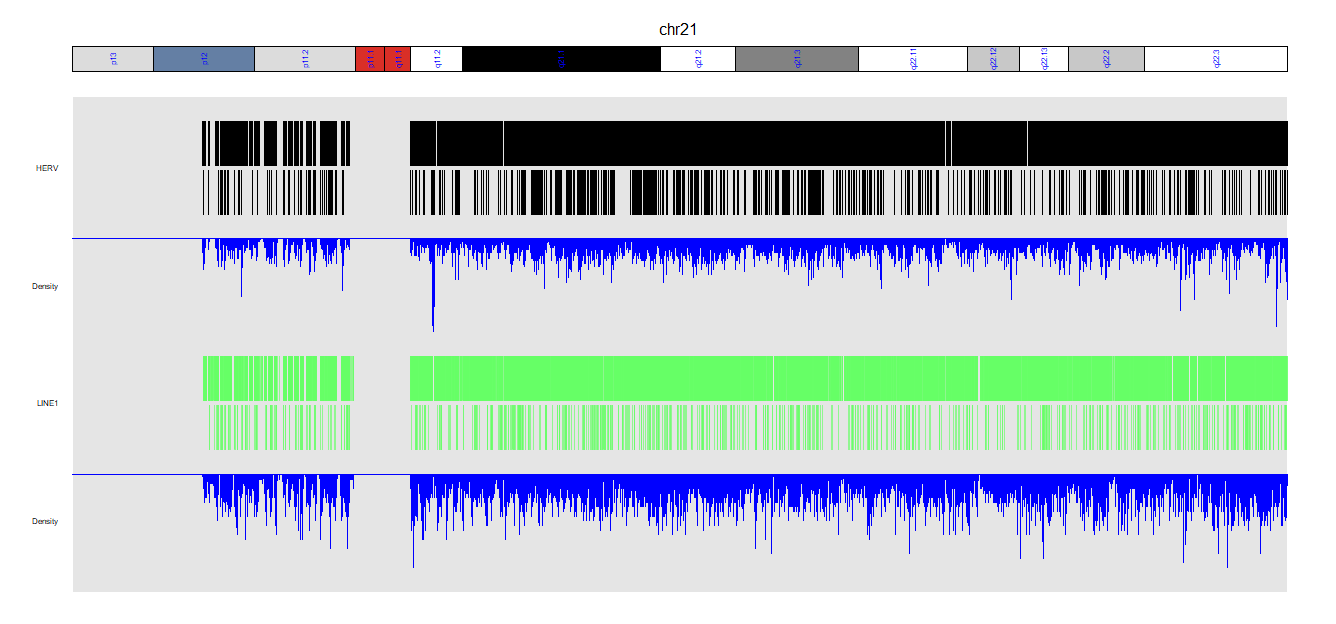 chr21
p13
p12
p11.2
p11.1
q11.1
q11.2
q21.1
q21.2
q21.3
q22.11
q22.12
q22.13
q22.2
q22.3
HERV
Density
LINE1
Density